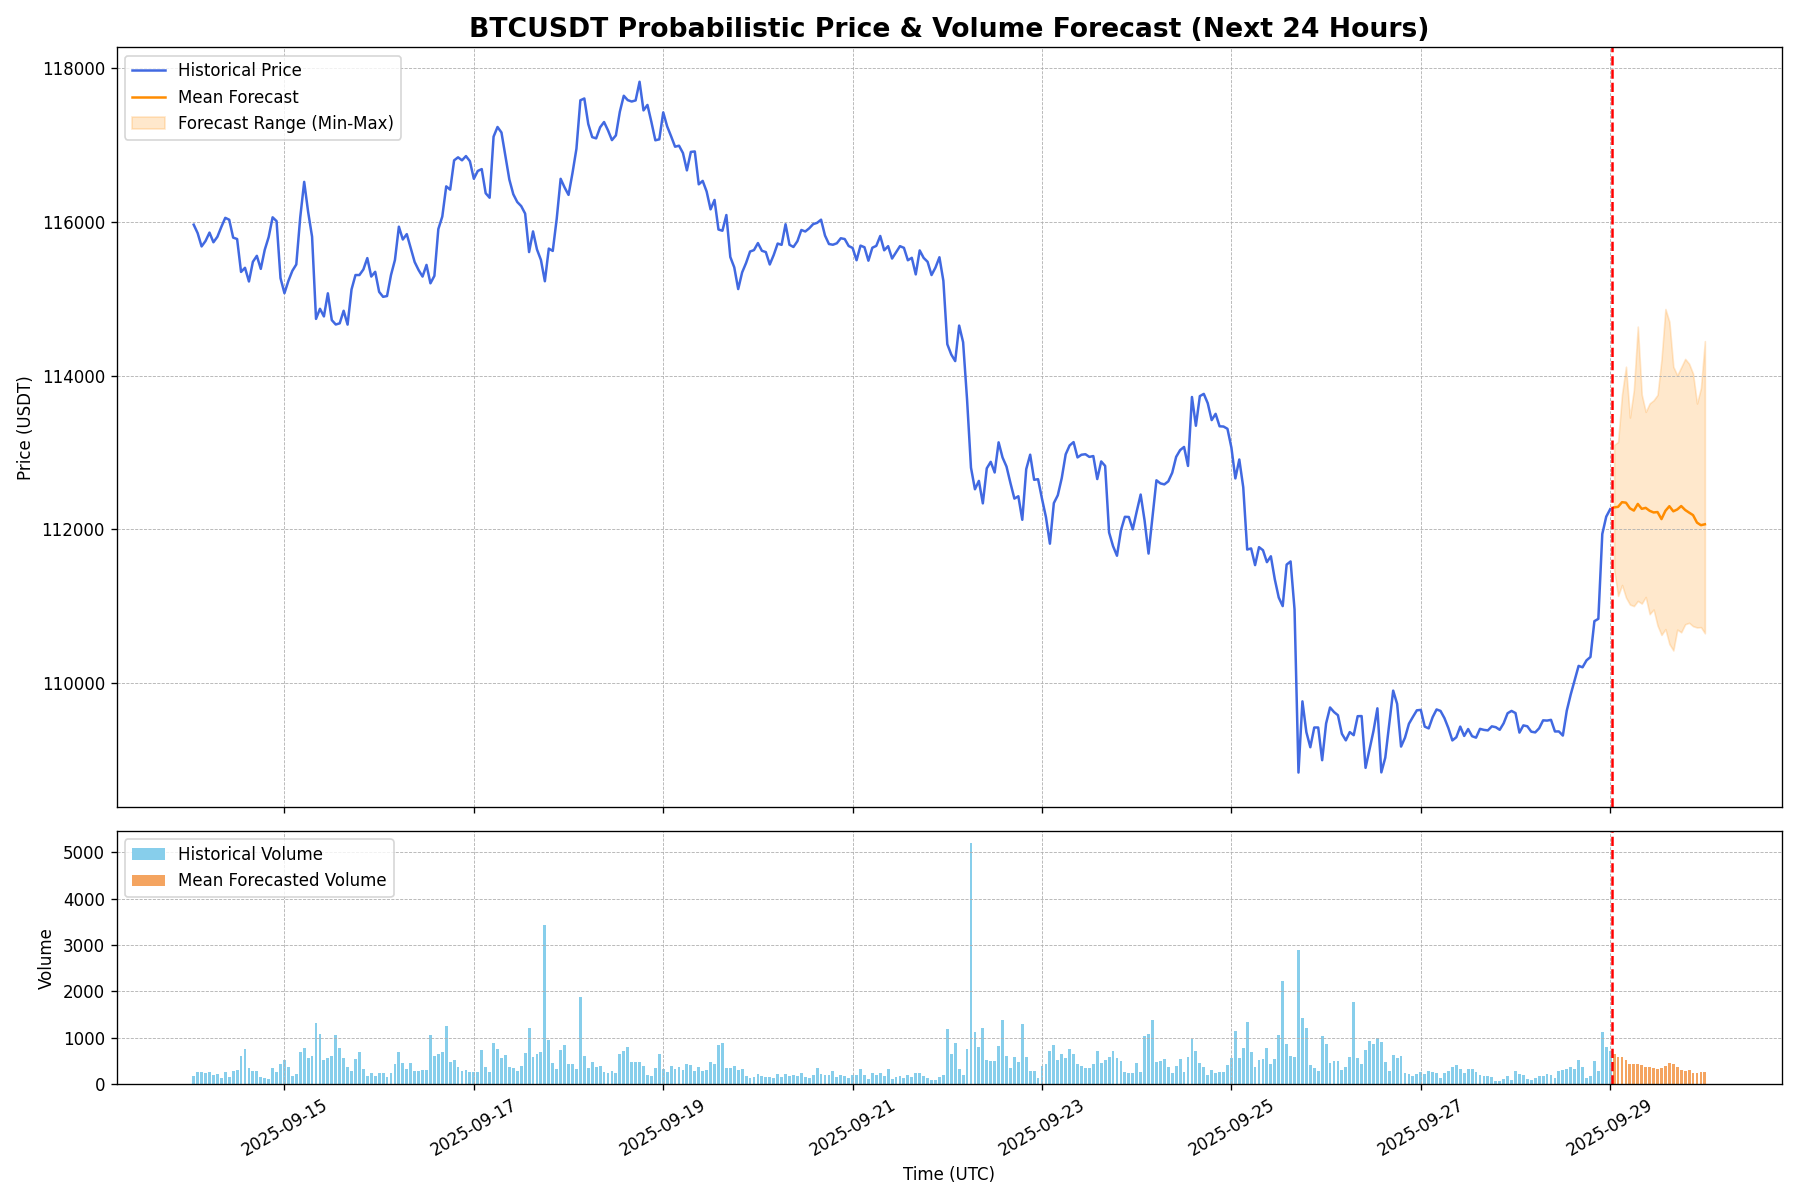 BTCUSDT Probabilistic Price & Volume Forecast (Next 24 Hours)
Historical Price
Mean Forecast
Forecast Range (Min-Max)
118000
116000
114000
112000
110000
Price (USDT)
Historical Volume
Mean Forecasted Volume
5000
4000
3000
2000
1000
0
Volume
2025-09-15
2025-09-17
2025-09-19
2025-09-21
2025-09-23
2025-09-25
2025-09-27
2025-09-29
Time (UTC)